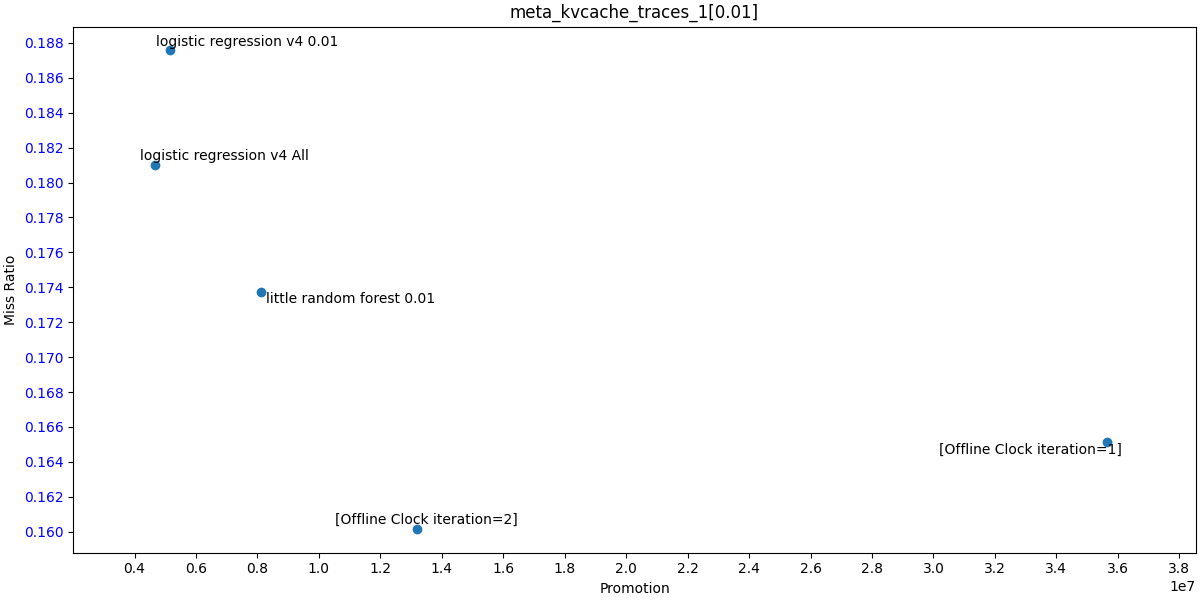 meta_kvcache_traces_1[0.01]
0.188
0.186
0.184
0.182
0.180
0.178
0.176
0.174
0.172
0.170
0.168
0.166
0.164
0.162
0.160
Miss Ratio
logistic regression v4 0.01
logistic regression v4 All
little random forest 0.01
[Offline Clock iteration=1]
[Offline Clock iteration=2]
0.4 0.6 0.8 1.0 1.2 1.4 1.6 1.8 2.0 2.2 2.4 2.6 2.8 3.0 3.2 3.4 3.6 3.8
1e7
Promotion